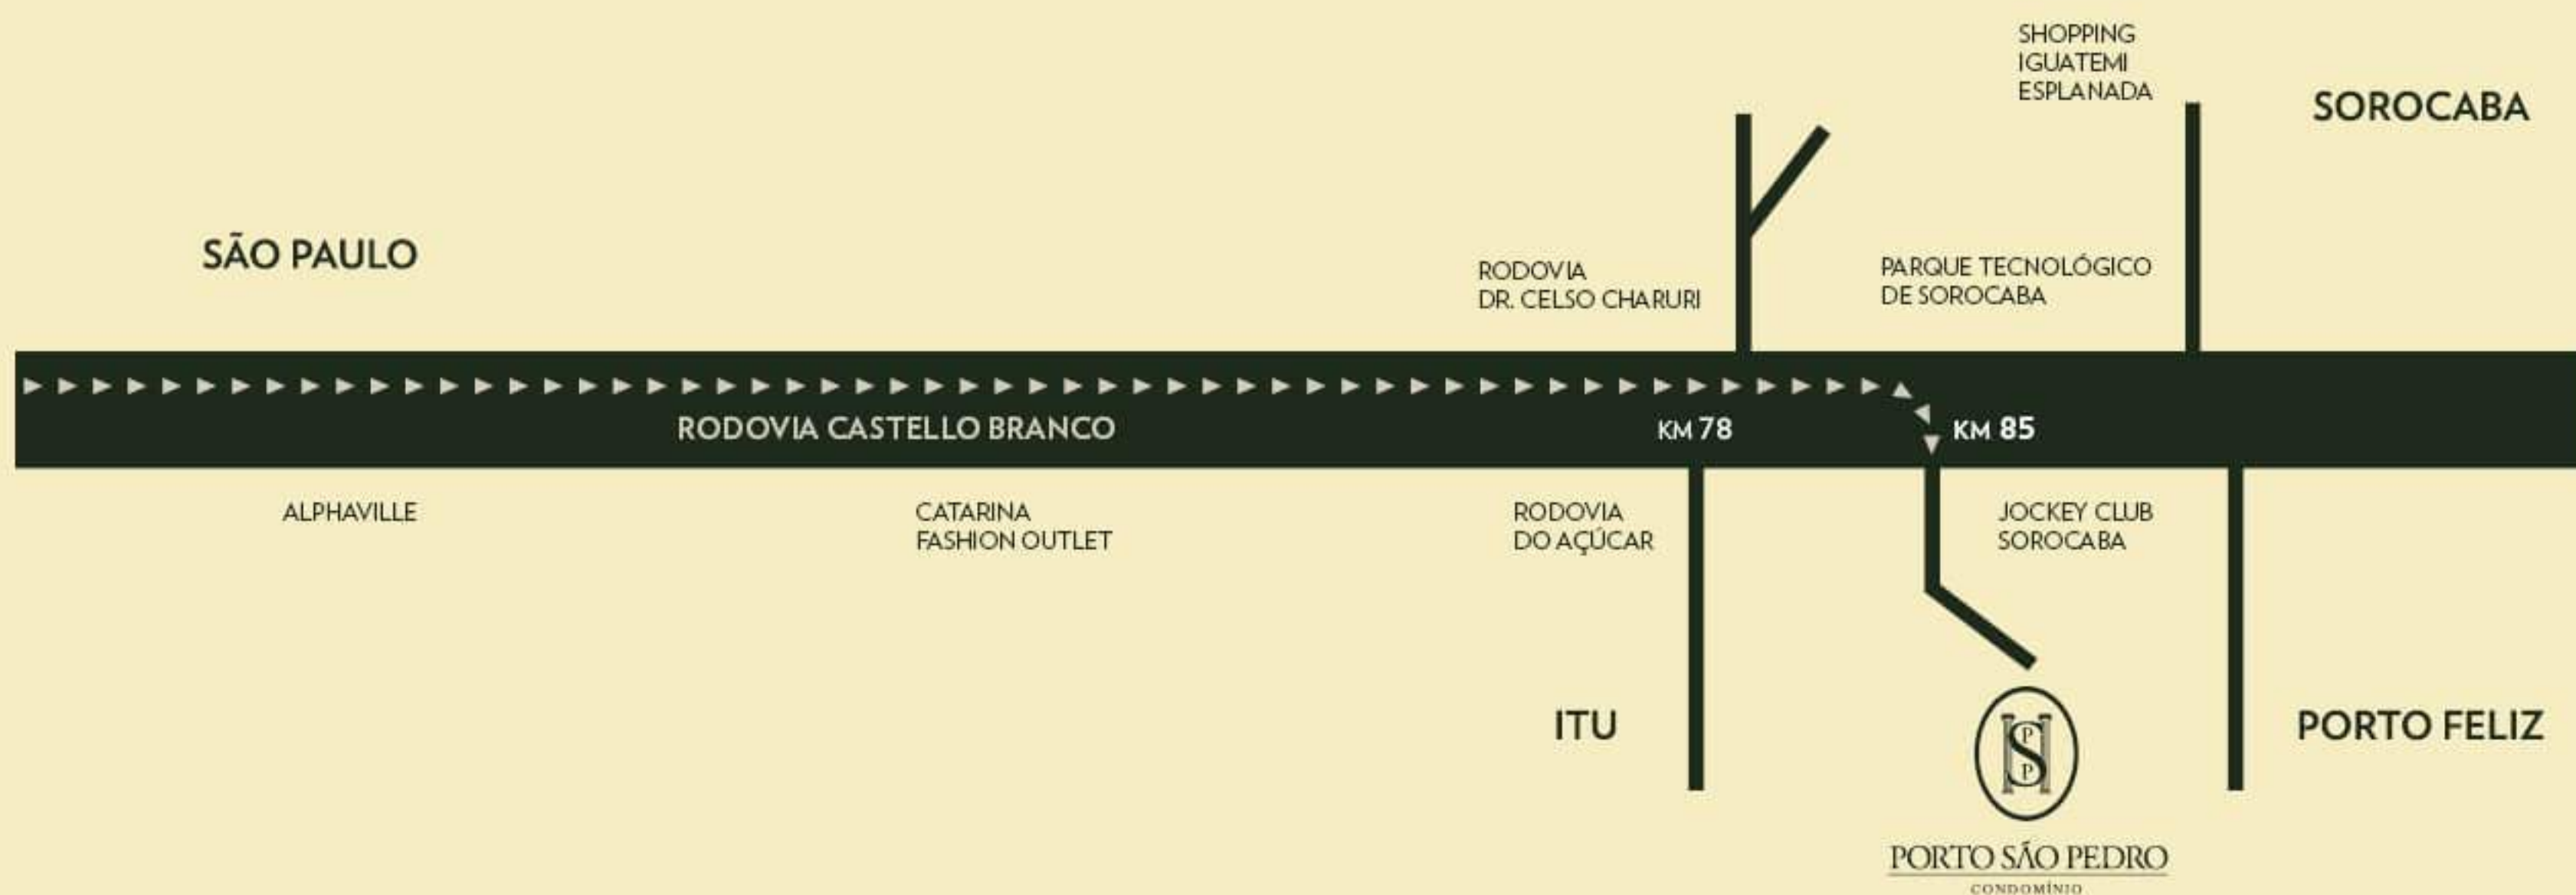 SHOPPING
IGUATEMI
ESPLANADA
SOROCABA
SÃO PAULO
RODOVIA
DR. CELSO CHARURI
PARQUE TECNOLÓGICO
DE SOROCABA
RODOVIA CASTELLO BRANCO
KM 78
KM 85
ALPHAVILLE
CATARINA
FASHION OUTLET
RODOVIA
DO AÇÚCAR
JOCKEY CLUB
SOROCABA
ITU
PORTO FELIZ
P
S
P
PORTO SÃO PEDRO
CONDOMÍNIO